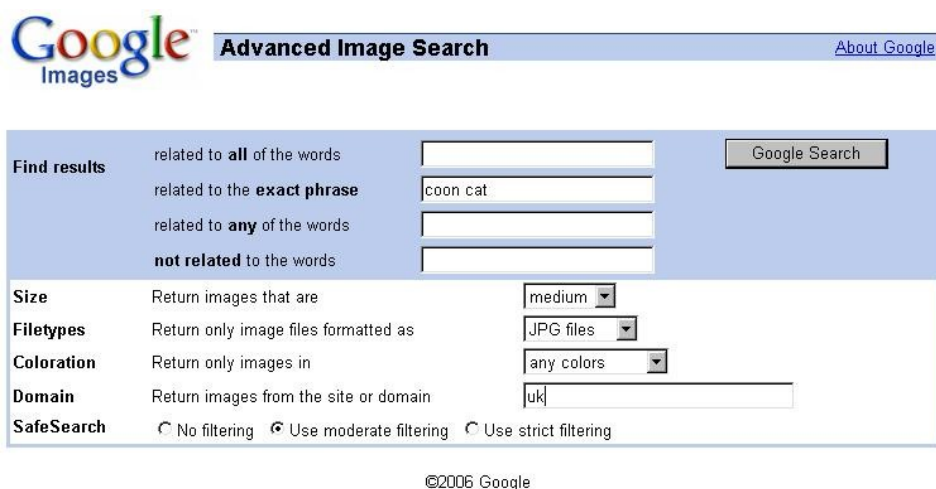 Google™
Images
Advanced Image Search
About Google
Find results
related to all of the words
Google Search
related to the exact phrase
coon cat
related to any of the words
not related to the words
Size
Return images that are
medium
Filetypes
Return only image files formatted as
JPG files
Coloration
Return only images in
any colors
Domain
Return images from the site or domain
uk
SafeSearch
No filtering
Use moderate filtering
Use strict filtering
©2006 Google